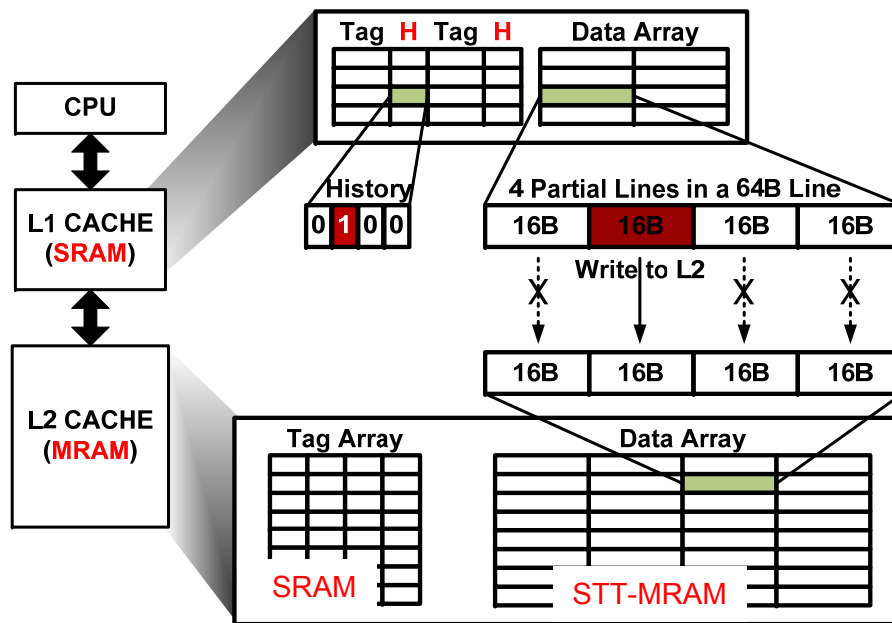 Tag H Tag H Data Array
CPU
L1 CACHE
(SRAM)
History
0 1 0 0
4 Partial Lines in a 64B Line
16B 16B 16B 16B
Write to L2
X X X
16B 16B 16B 16B
L2 CACHE
(MRAM)
Tag Array Data Array
SRAM STT-MRAM